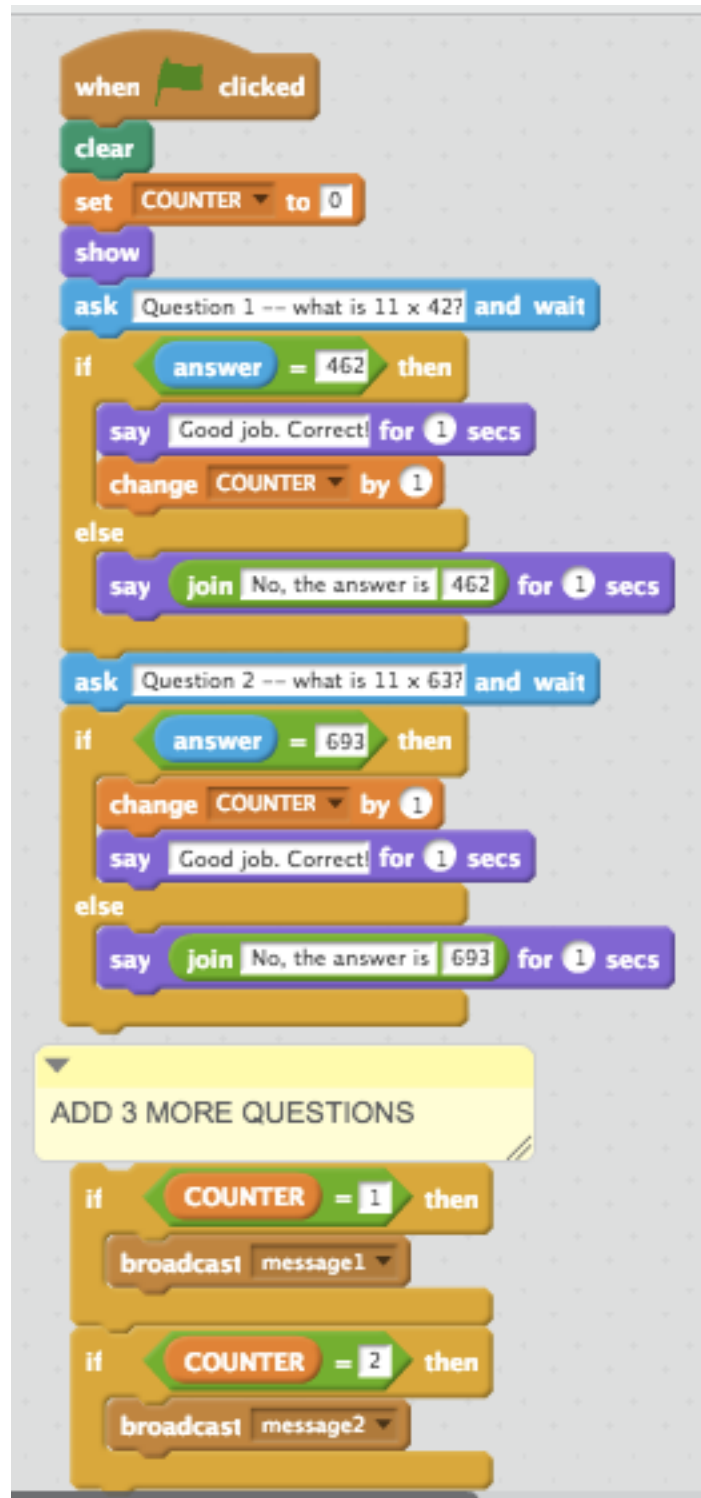 when clicked
clear
set COUNTER to 0
show
ask Question 1 -- what is 11 x 42? and wait
if answer = 462 then
say Good job. Correct! for 1 secs
change COUNTER by 1
else
say join No, the answer is 462 for 1 secs
ask Question 2 -- what is 11 x 63? and wait
if answer = 693 then
change COUNTER by 1
say Good job. Correct! for 1 secs
else
say join No, the answer is 693 for 1 secs
ADD 3 MORE QUESTIONS
if COUNTER = 1 then
broadcast message1
if COUNTER = 2 then
broadcast message2